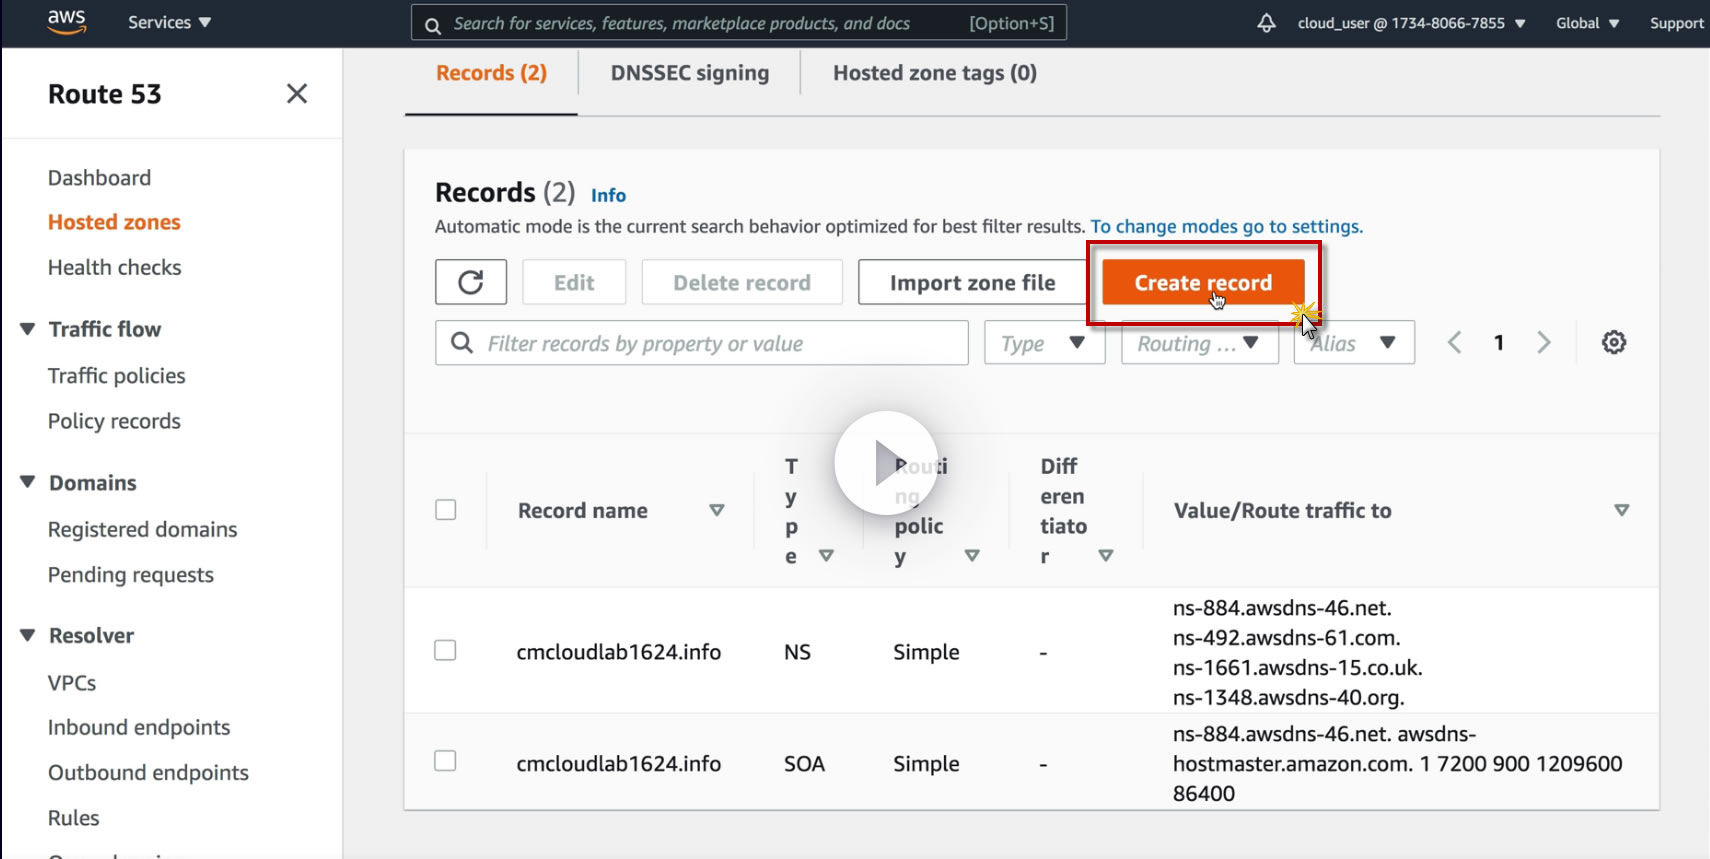 aws
Services
Search for services, features, marketplace products, and docs [Option+S]
cloud_user @ 1734-8066-7855
Global
Support
Route 53
Dashboard
Hosted zones
Health checks
Traffic flow
Traffic policies
Policy records
Domains
Registered domains
Pending requests
Resolver
VPCs
Inbound endpoints
Outbound endpoints
Rules
Records (2)
DNSSEC signing
Hosted zone tags (0)
Records (2) Info
Automatic mode is the current search behavior optimized for best filter results. To change modes go to settings.
Edit
Delete record
Import zone file
Create record
Filter records by property or value
Type
Routing ...
Alias
1
Record name
T
y
p
e
Routi
ng
polic
y
Diff
eren
tiato
r
Value/Route traffic to
cmcloudlab1624.info
NS
Simple
-
ns-884.awsdns-46.net.
ns-492.awsdns-61.com.
ns-1661.awsdns-15.co.uk.
ns-1348.awsdns-40.org.
cmcloudlab1624.info
SOA
Simple
-
ns-884.awsdns-46.net. awsdns-
hostmaster.amazon.com. 1 7200 900 1209600
86400